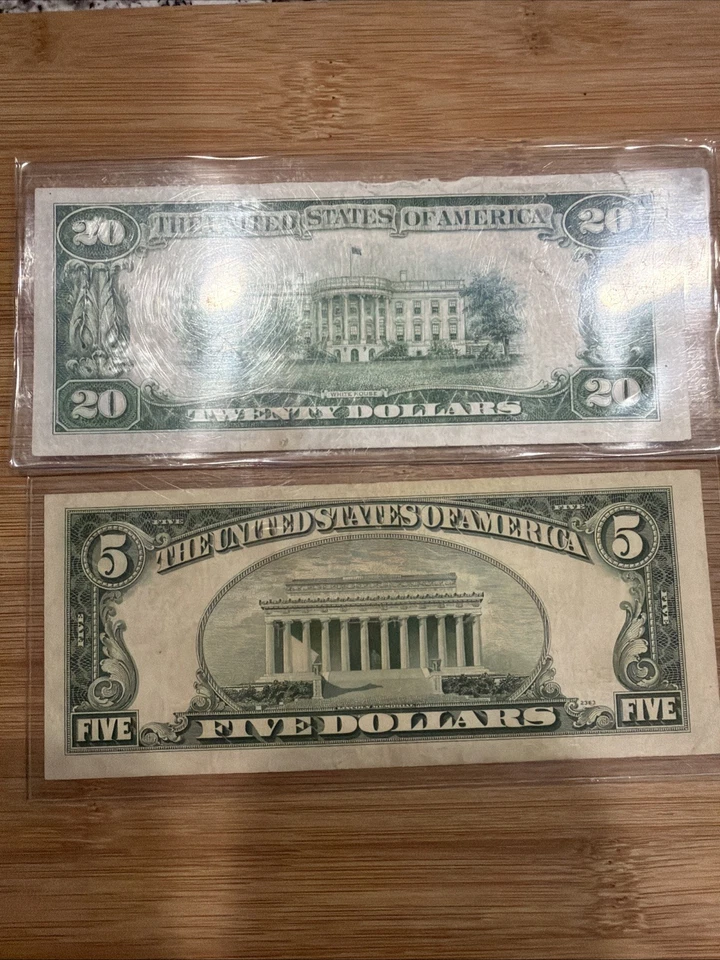 20 THE UNITED STATES OF AMERICA 20
WHITE HOUSE
20 TWENTY DOLLARS 20
FIVE FIVE
5 THE UNITED STATES OF AMERICA 5
FIVE FIVE
LINCOLN MEMORIAL
FIVE FIVE DOLLARS FIVE